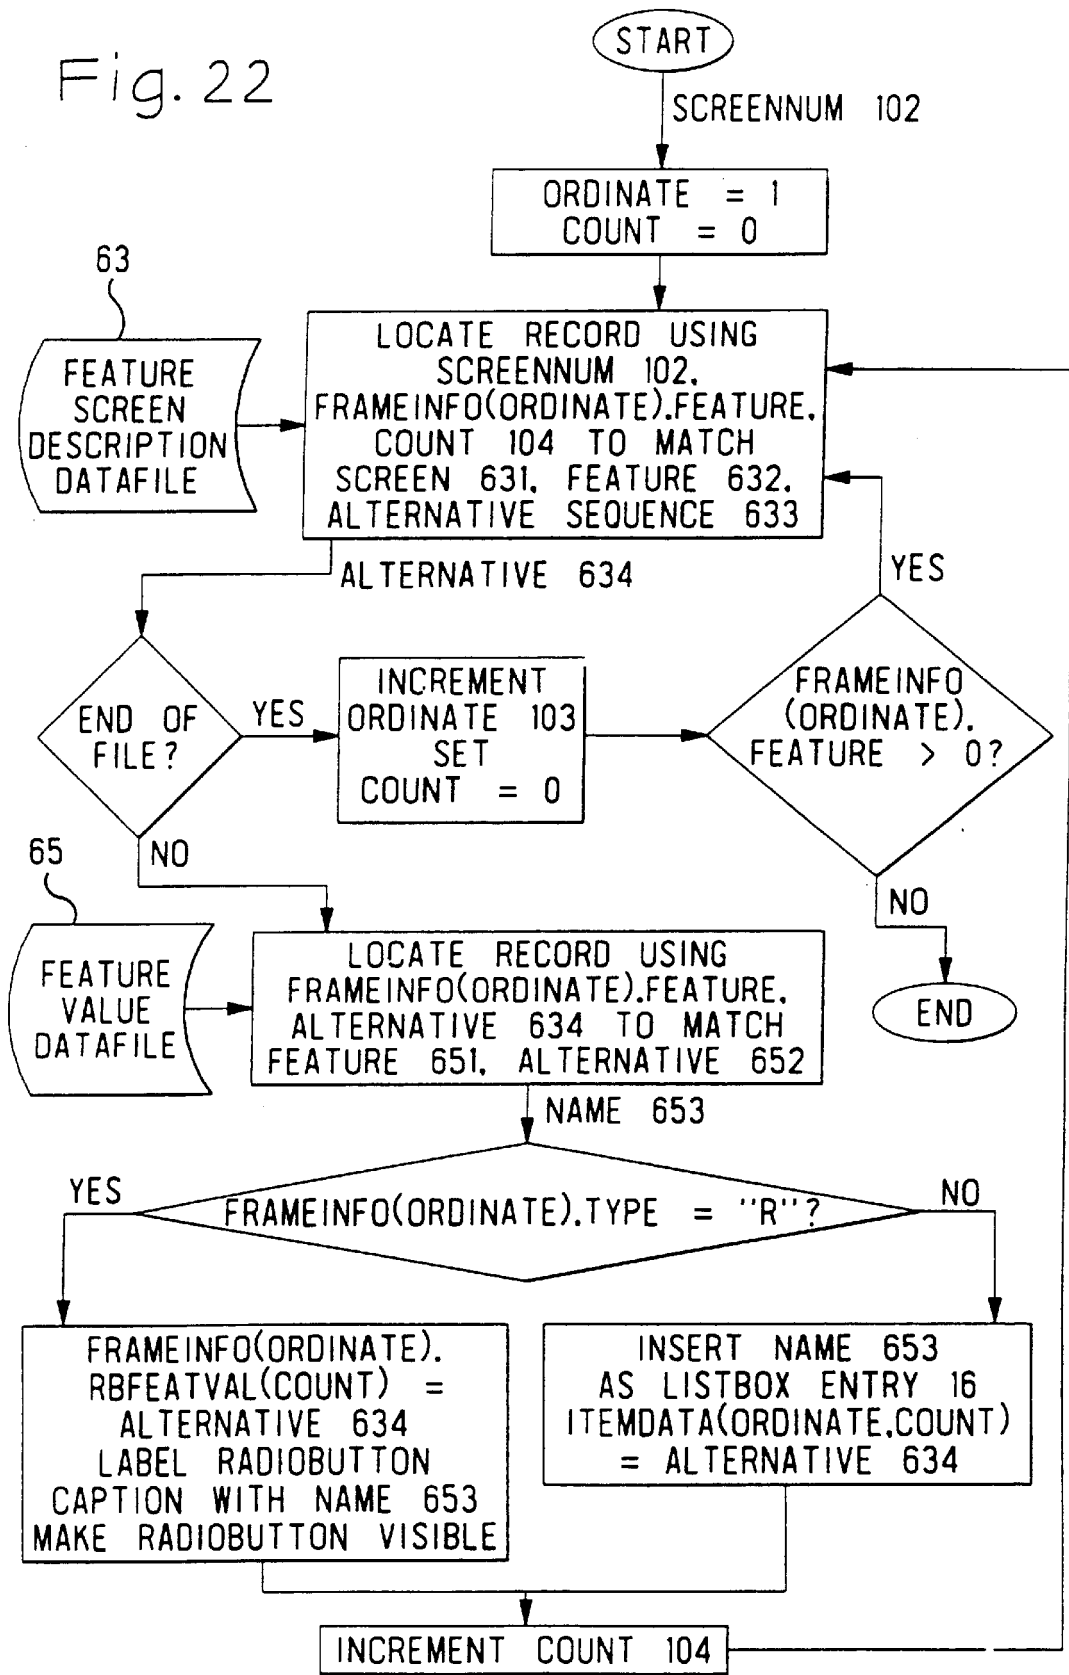 Fig. 22
START
SCREENNUM 102
ORDINATE = 1
COUNT = 0
63
FEATURE
SCREEN
DESCRIPTION
DATAFILE
LOCATE RECORD USING
SCREENNUM 102,
FRAMEINFO(ORDINATE).FEATURE,
COUNT 104 TO MATCH
SCREEN 631, FEATURE 632,
ALTERNATIVE SEQUENCE 633
ALTERNATIVE 634
YES
END OF
FILE?
YES
INCREMENT
ORDINATE 103
SET
COUNT = 0
FRAMEINFO
(ORDINATE).
FEATURE > 0?
NO
NO
END
65
FEATURE
VALUE
DATAFILE
LOCATE RECORD USING
FRAMEINFO(ORDINATE).FEATURE,
ALTERNATIVE 634 TO MATCH
FEATURE 651, ALTERNATIVE 652
NAME 653
YES
FRAMEINFO(ORDINATE).TYPE = "R"?
NO
FRAMEINFO(ORDINATE).
RBFEATVAL(COUNT) =
ALTERNATIVE 634
LABEL RADIOBUTTON
CAPTION WITH NAME 653
MAKE RADIOBUTTON VISIBLE
INSERT NAME 653
AS LISTBOX ENTRY 16
ITEMDATA(ORDINATE,COUNT)
= ALTERNATIVE 634
INCREMENT COUNT 104